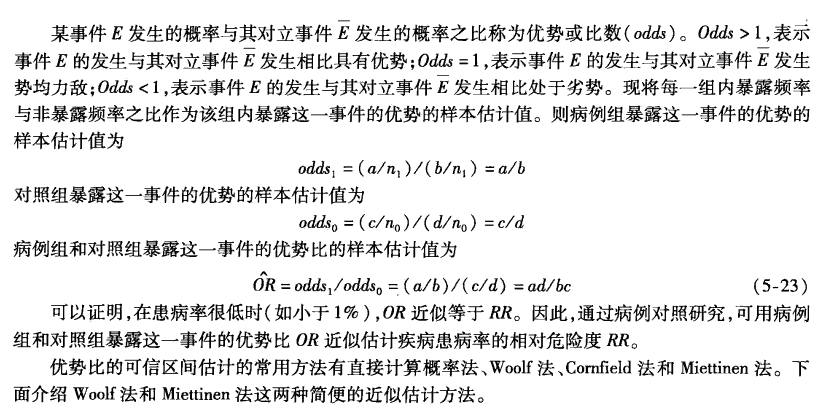 某事件 E 发生的概率与其对立事件 E̅ 发生的概率之比称为优势或比数(odds)。Odds > 1,表示
事件 E 的发生与其对立事件 E̅ 发生相比具有优势;Odds = 1,表示事件 E 的发生与其对立事件 E̅ 发生
势均力敌;Odds < 1,表示事件 E 的发生与其对立事件 E̅ 发生相比处于劣势。现将每一组内暴露频率
与非暴露频率之比作为该组内暴露这一事件的优势的样本估计值。则病例组暴露这一事件的优势的
样本估计值为
odds₁ = (a/n₁)/(b/n₁) = a/b
对照组暴露这一事件的优势的样本估计值为
odds₀ = (c/n₀)/(d/n₀) = c/d
病例组和对照组暴露这一事件的优势比的样本估计值为
ÔR = odds₁/odds₀ = (a/b)/(c/d) = ad/bc (5-23)
可以证明,在患病率很低时(如小于 1%),OR 近似等于 RR。因此,通过病例对照研究,可用病例
组和对照组暴露这一事件的优势比 OR 近似估计疾病患病率的相对危险度 RR。
优势比的可信区间估计的常用方法有直接计算概率法、Woolf 法、Cornfield 法和 Miettinen 法。下
面介绍 Woolf 法和 Miettinen 法这两种简便的近似估计方法。